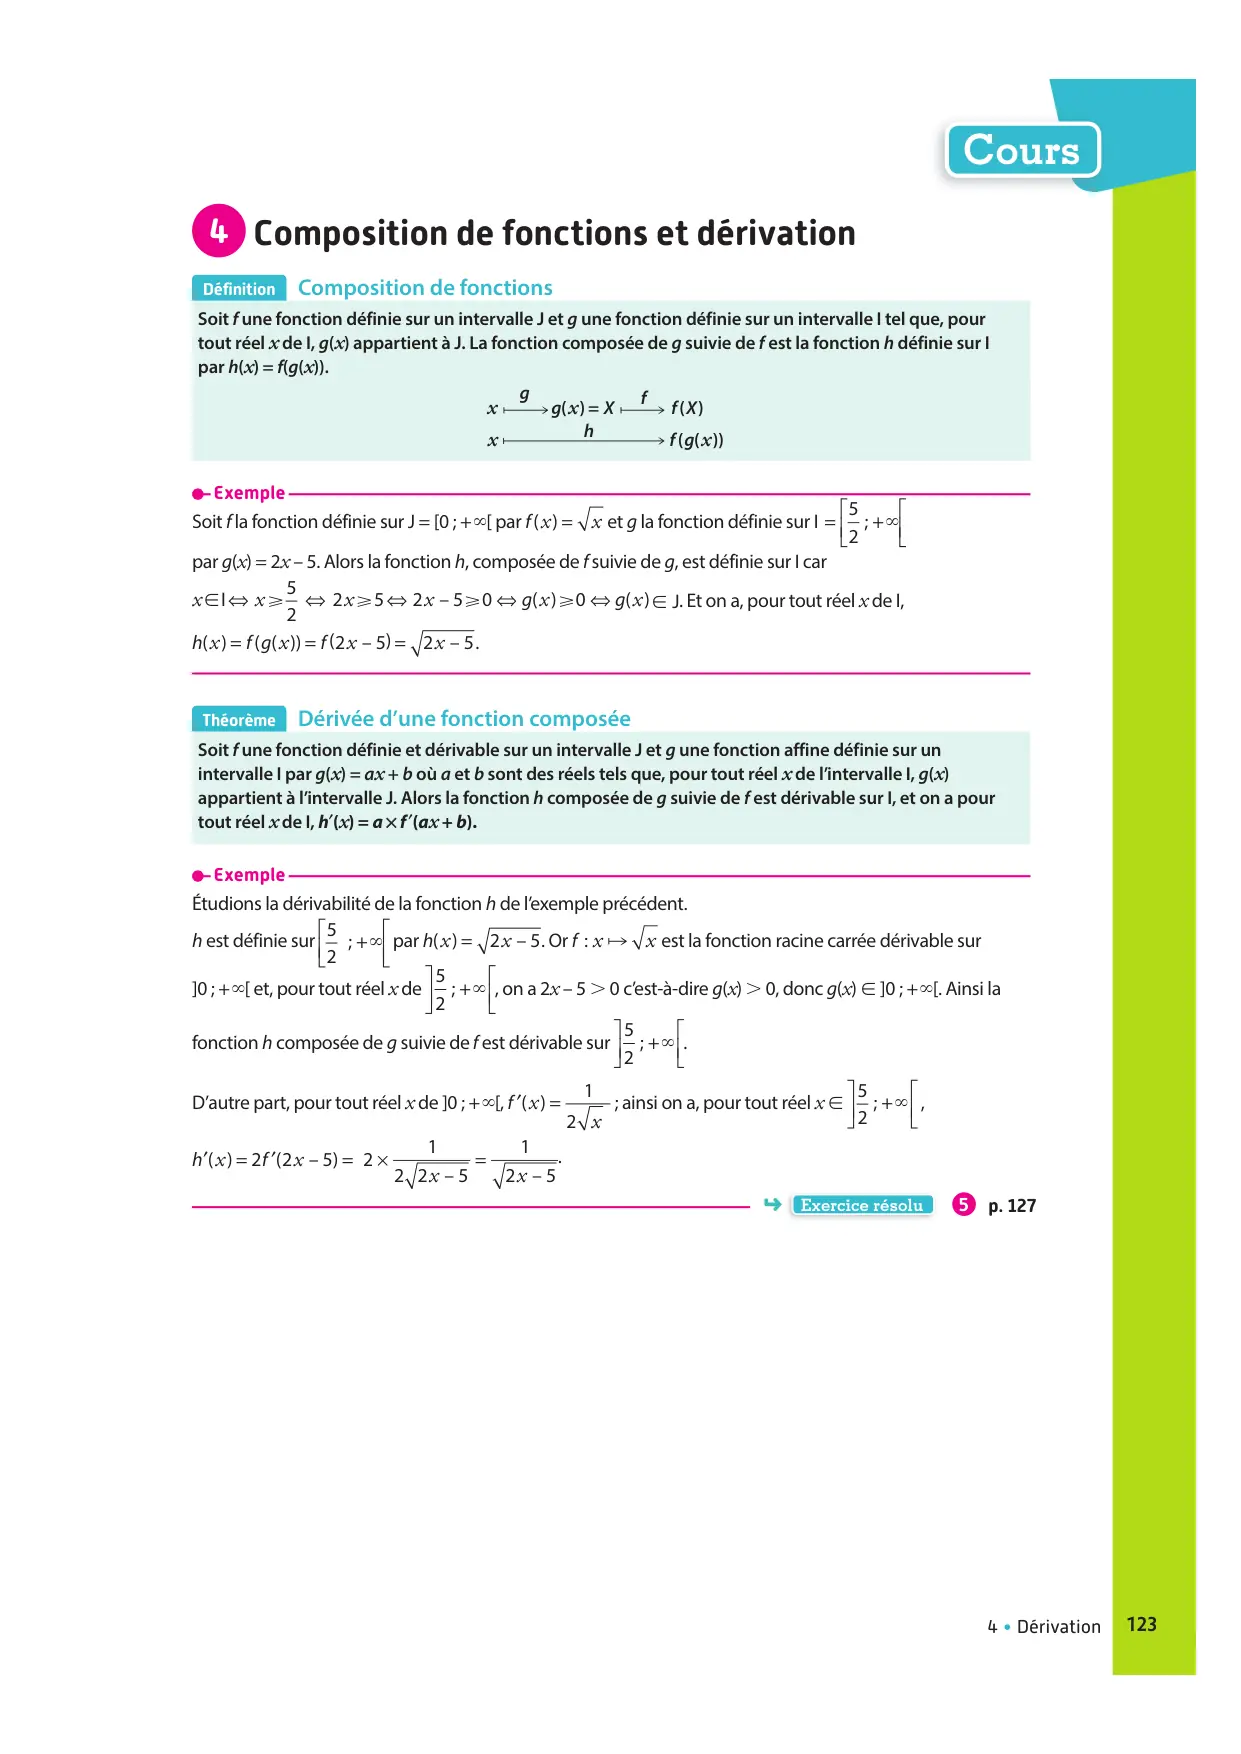 Cours
4 Composition de fonctions et dérivation
Définition Composition de fonctions
Soit f une fonction définie sur un intervalle J et g une fonction définie sur un intervalle I tel que, pour
tout réel x de I, g(x) appartient à J. La fonction composée de g suivie de f est la fonction h définie sur I
par h(x) = f(g(x)).
x ⟼ g(x) = X ⟼ f(X)
g f
x ⟼ f(g(x))
h
Exemple
Soit f la fonction définie sur J = [0 ; +∞[ par f(x) = √x et g la fonction définie sur I = [5/2 ; +∞[
par g(x) = 2x – 5. Alors la fonction h, composée de f suivie de g, est définie sur I car
x ∈ I ⇔ x ⩾ 5/2 ⇔ 2x ⩾ 5 ⇔ 2x – 5 ⩾ 0 ⇔ g(x) ⩾ 0 ⇔ g(x) ∈ J. Et on a, pour tout réel x de I,
h(x) = f(g(x)) = f(2x – 5) = √(2x – 5).
Théorème Dérivée d’une fonction composée
Soit f une fonction définie et dérivable sur un intervalle J et g une fonction affine définie sur un
intervalle I par g(x) = ax + b où a et b sont des réels tels que, pour tout réel x de l’intervalle I, g(x)
appartient à l’intervalle J. Alors la fonction h composée de g suivie de f est dérivable sur I, et on a pour
tout réel x de I, h′(x) = a × f′(ax + b).
Exemple
Étudions la dérivabilité de la fonction h de l’exemple précédent.
h est définie sur [5/2 ; +∞[ par h(x) = √(2x – 5). Or f : x ↦ √x est la fonction racine carrée dérivable sur
]0 ; +∞[ et, pour tout réel x de ]5/2 ; +∞[, on a 2x – 5 > 0 c’est-à-dire g(x) > 0, donc g(x) ∈ ]0 ; +∞[. Ainsi la
fonction h composée de g suivie de f est dérivable sur ]5/2 ; +∞[.
D’autre part, pour tout réel x de ]0 ; +∞[, f′(x) = 1/(2√x) ; ainsi on a, pour tout réel x ∈ ]5/2 ; +∞[ ,
h′(x) = 2f′(2x – 5) = 2 × 1/(2√(2x – 5)) = 1/√(2x – 5).
Exercice résolu 5 p. 127
4 • Dérivation 123